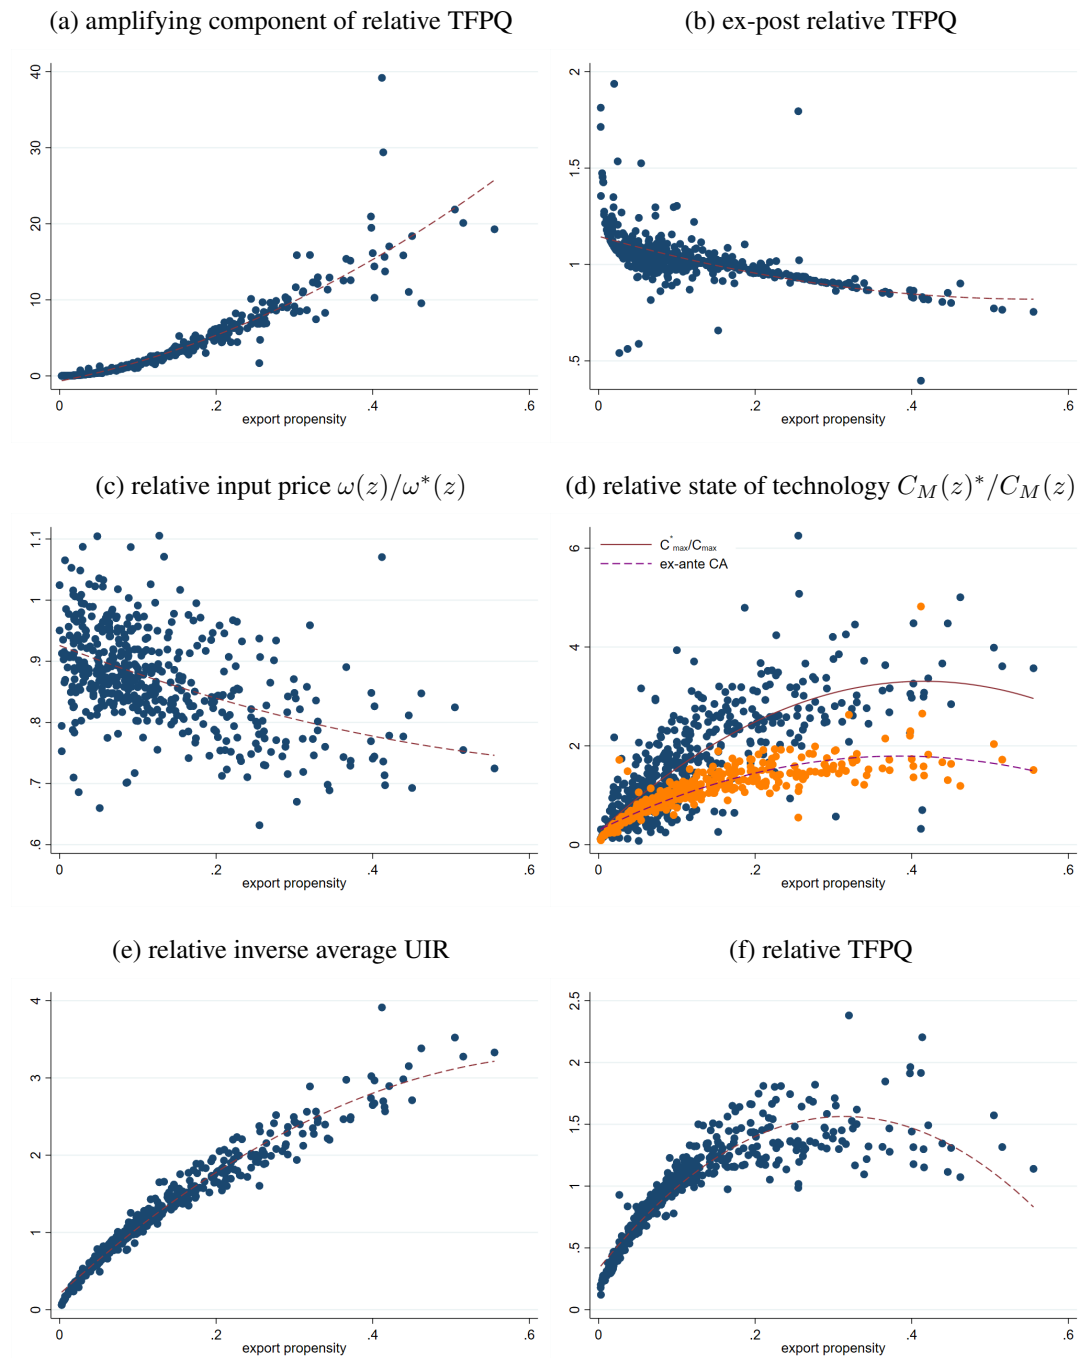 (a) amplifying component of relative TFPQ
40
30
20
10
0
0 .2 .4 .6
export propensity
(b) ex-post relative TFPQ
2
1.5
1
.5
0 .2 .4 .6
export propensity
(c) relative input price ω(z)/ω*(z)
1.1
1
.9
.8
.7
.6
0 .2 .4 .6
export propensity
(d) relative state of technology C_M(z)*/C_M(z)
C*max/Cmax
ex-ante CA
6
4
2
0
0 .2 .4 .6
export propensity
(e) relative inverse average UIR
4
3
2
1
0
0 .2 .4 .6
export propensity
(f) relative TFPQ
2.5
2
1.5
1
.5
0
0 .2 .4 .6
export propensity